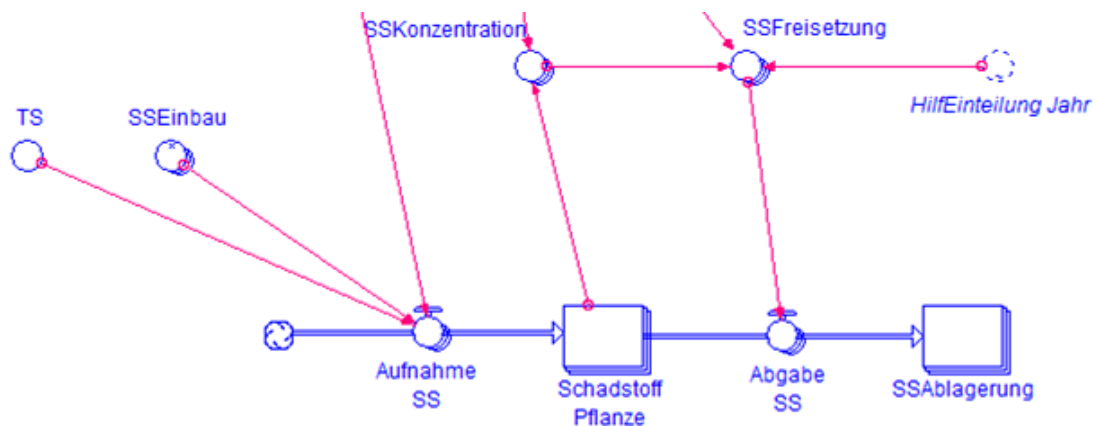 SSKonzentration
SSFreisetzung
HilfEinteilung Jahr
TS
SSEinbau
Aufnahme
SS
Schadstoff
Pflanze
Abgabe
SS
SSAblagerung